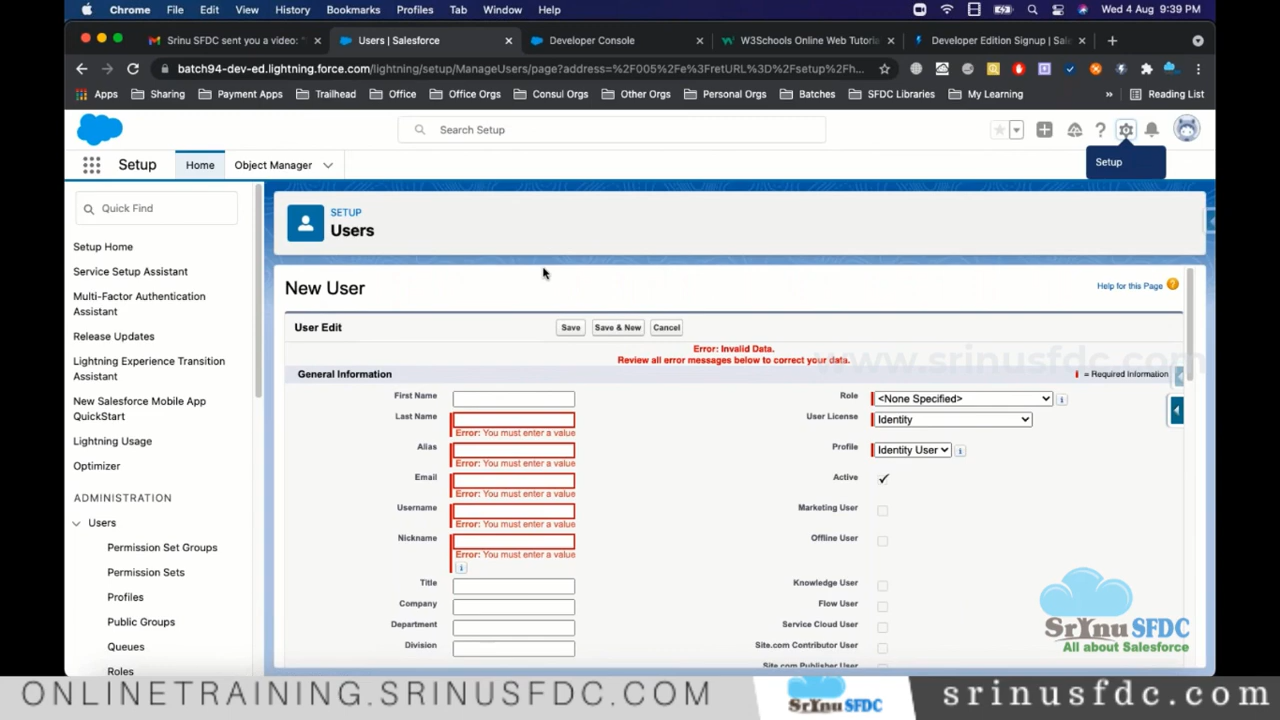 Chrome File Edit View History Bookmarks Profiles Tab Window Help Wed 4 Aug 9:39 PM
Srinu SFDC sent you a video: " × Users | Salesforce × Developer Console × W3Schools Online Web Tutoria × Developer Edition Signup | Sale × +
batch94-dev-ed.lightning.force.com/lightning/setup/ManageUsers/page?address=%2F005%2Fe%3FretURL%3D%2Fsetup%2Fh...
Apps Sharing Payment Apps Trailhead Office Office Orgs Consul Orgs Other Orgs Personal Orgs Batches SFDC Libraries My Learning » Reading List
Search Setup
Setup Home Object Manager
Setup
Quick Find
Setup Home
Service Setup Assistant
Multi-Factor Authentication
Assistant
Release Updates
Lightning Experience Transition
Assistant
New Salesforce Mobile App
QuickStart
Lightning Usage
Optimizer
ADMINISTRATION
Users
Permission Set Groups
Permission Sets
Profiles
Public Groups
Queues
Roles
SETUP
Users
New User
Help for this Page ?
User Edit Save Save & New Cancel
Error: Invalid Data.
Review all error messages below to correct your data.
www.srinusfdc.co
General Information = Required Information
First Name
Last Name
Error: You must enter a value
Alias
Error: You must enter a value
Email
Error: You must enter a value
Username
Error: You must enter a value
Nickname
Error: You must enter a value
i
Title
Company
Department
Division
Role <None Specified> i
User License Identity
Profile Identity User i
Active
Marketing User
Offline User
Knowledge User
Flow User
Service Cloud User
Site.com Contributor User
Site.com Publisher User
SrYnu SFDC
All about Salesforce
ONLINETRAINING.SRINUSFDC.COM
SrYnu SFDC
srinusfdc.com